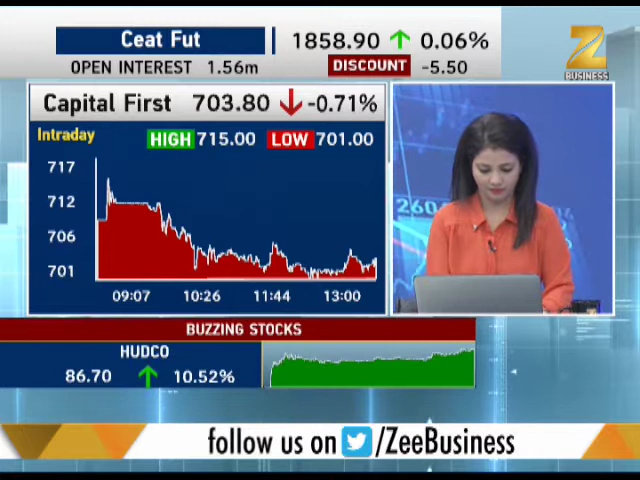 Ceat Fut
1858.90 0.06%
OPEN INTEREST 1.56m
DISCOUNT -5.50
Z
BUSINESS
Capital First 703.80 -0.71%
Intraday
HIGH 715.00 LOW 701.00
717
712
706
701
09:07 10:26 11:44 13:00
260
BUZZING STOCKS
HUDCO
86.70 10.52%
follow us on /ZeeBusiness